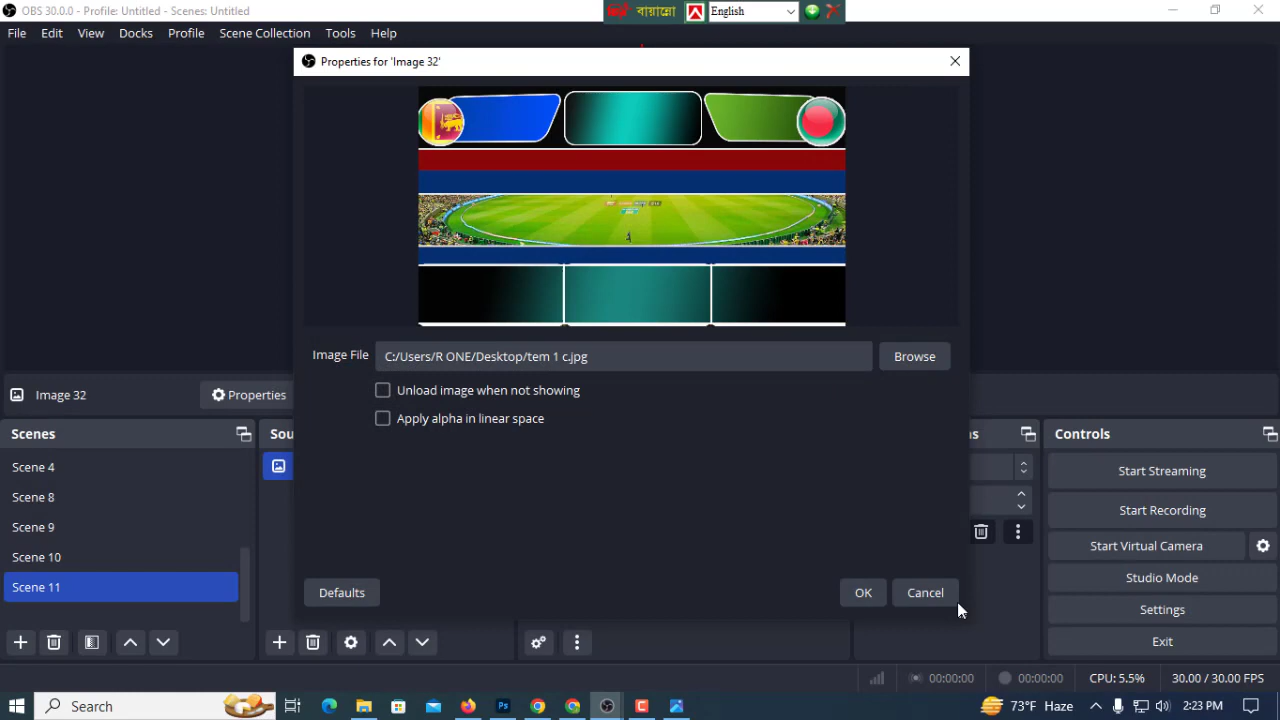 OBS 30.0.0 - Profile: Untitled - Scenes: Untitled
বায়ান্নো
English
File Edit View Docks Profile Scene Collection Tools Help
Properties for 'Image 32'
Image File C:/Users/R ONE/Desktop/tem 1 c.jpg Browse
Unload image when not showing
Image 32 Properties
Apply alpha in linear space
Scenes Sou ns Controls
Scene 4
Scene 8
Scene 9
Scene 10
Scene 11
Start Streaming
Start Recording
Start Virtual Camera
Studio Mode
Settings
Exit
Defaults OK Cancel
00:00:00 00:00:00 CPU: 5.5% 30.00 / 30.00 FPS
Search Ps 73°F Haze 2:23 PM